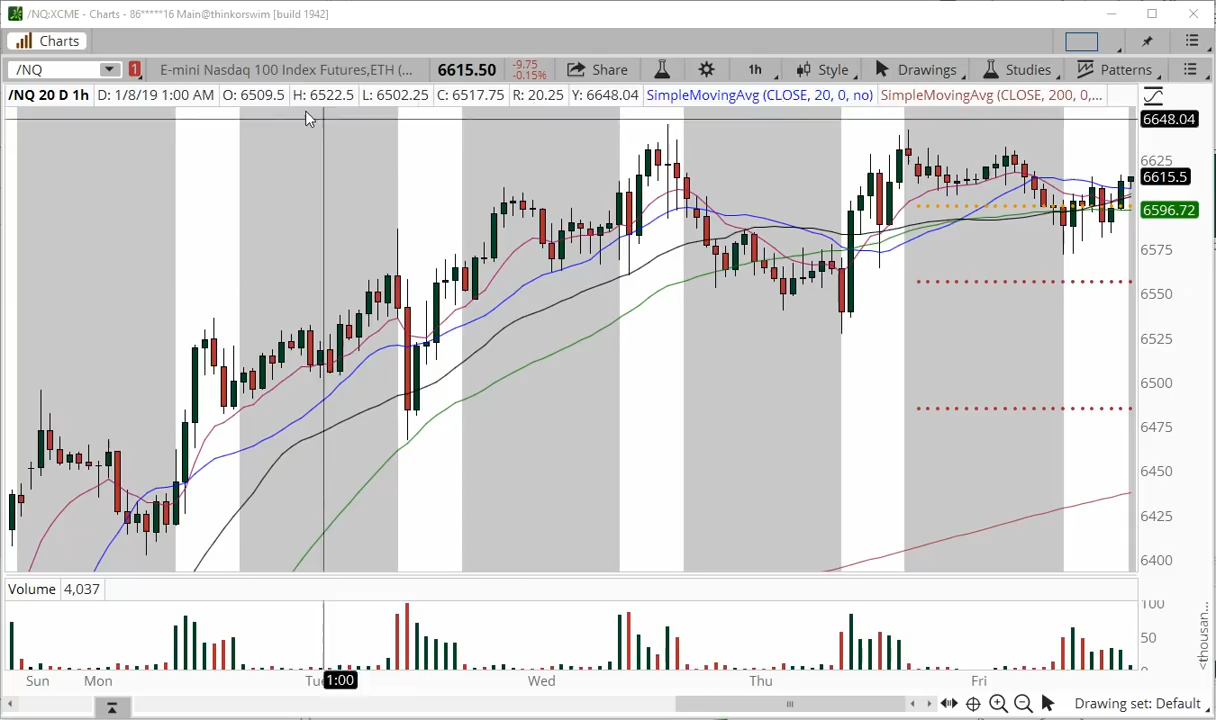 /NQ:XCME - Charts - 86*****16 Main@thinkorswim [build 1942]
Charts
/NQ 1 E-mini Nasdaq 100 Index Futures,ETH (... 6615.50 -9.75 -0.15% Share 1h Style Drawings Studies Patterns
/NQ 20 D 1h D: 1/8/19 1:00 AM O: 6509.5 H: 6522.5 L: 6502.25 C: 6517.75 R: 20.25 Y: 6648.04 SimpleMovingAvg (CLOSE, 20, 0, no) SimpleMovingAvg (CLOSE, 200, 0,...
6648.04
6625
6615.5
6596.72
6575
6550
6525
6500
6475
6450
6425
6400
Volume 4,037
100
50
0
<thousan...
Sun Mon Tu 1:00 Wed Thu Fri
Drawing set: Default